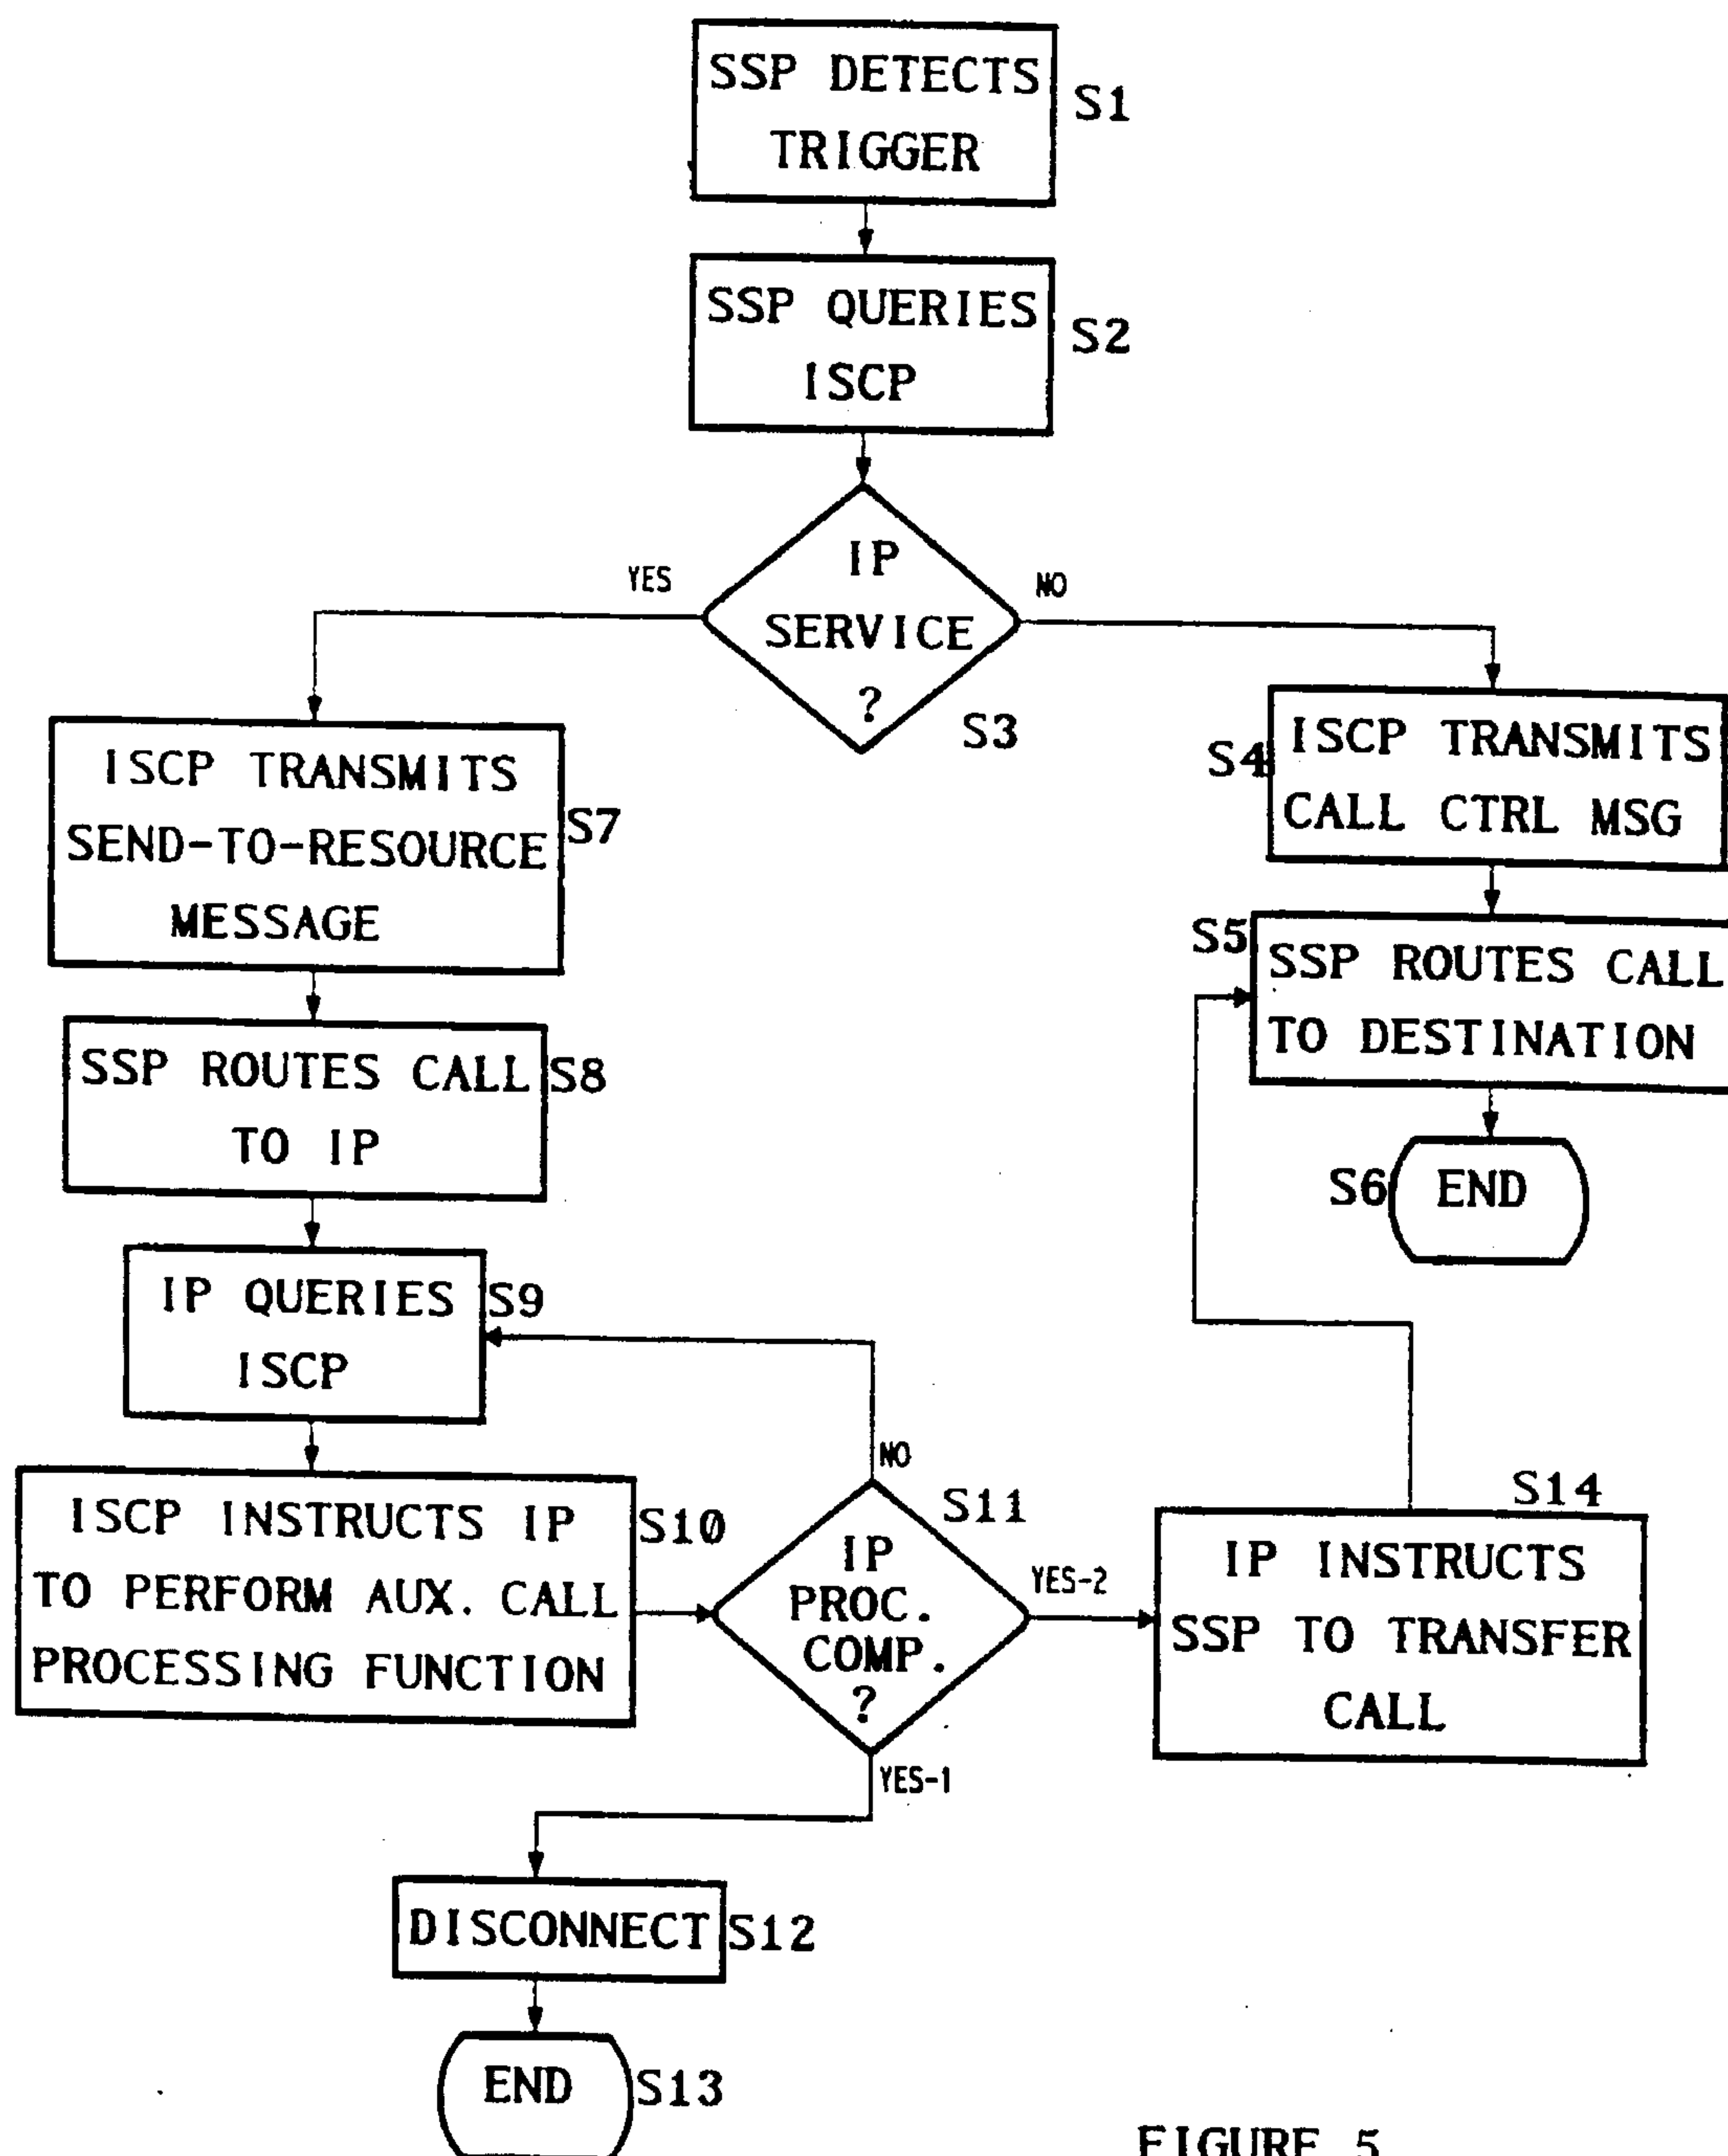 SSP DETECTS
TRIGGER
S1
SSP QUERIES
ISCP
S2
IP
SERVICE
?
S3
YES
NO
S4
ISCP TRANSMITS
CALL CTRL MSG
ISCP TRANSMITS
SEND-TO-RESOURCE
MESSAGE
S7
S5
SSP ROUTES CALL
TO DESTINATION
SSP ROUTES CALL
TO IP
S8
S6
END
IP QUERIES
ISCP
S9
NO
ISCP INSTRUCTS IP
TO PERFORM AUX. CALL
PROCESSING FUNCTION
S10
S11
IP
PROC.
COMP.
?
YES-2
S14
IP INSTRUCTS
SSP TO TRANSFER
CALL
YES-1
DISCONNECT
S12
END
S13
FIGURE 5